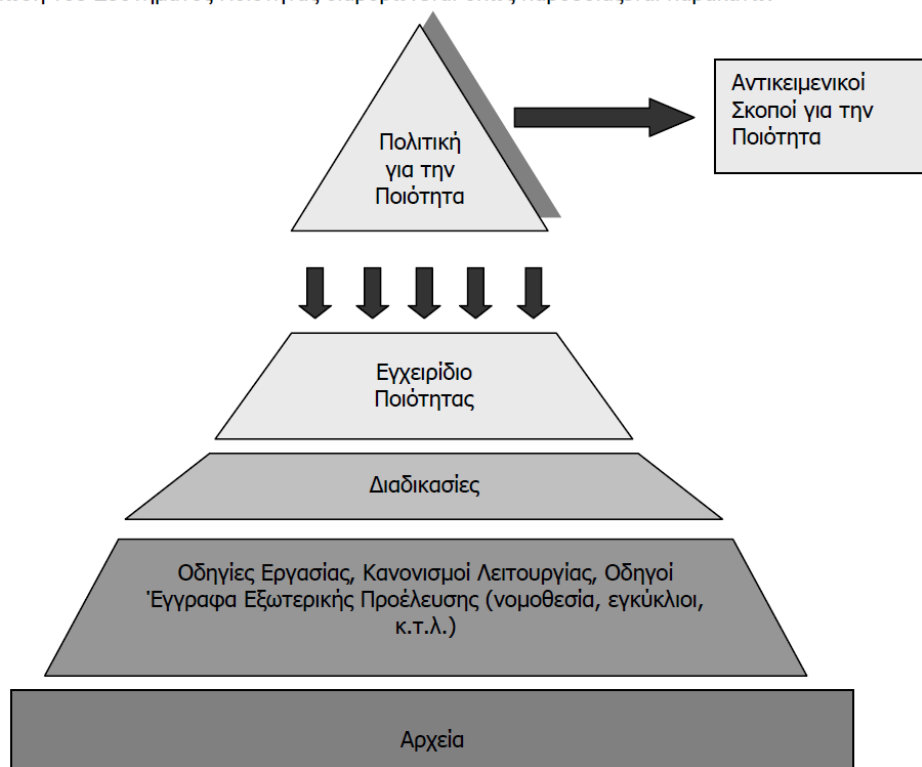 Πολιτική
για την
Ποιότητα
Αντικειμενικοί
Σκοποί για την
Ποιότητα
Εγχειρίδιο
Ποιότητας
Διαδικασίες
Οδηγίες Εργασίας, Κανονισμοί Λειτουργίας, Οδηγοί
Έγγραφα Εξωτερικής Προέλευσης (νομοθεσία, εγκύκλιοι,
κ.τ.λ.)
Αρχεία